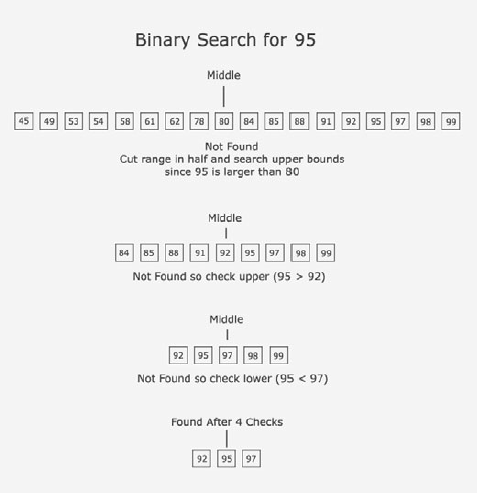 Binary Search for 95
Middle
45 49 53 54 58 61 62 78 80 84 85 88 91 92 95 97 98 99
Not Found
Cut range in half and search upper bounds
since 95 is larger than 80
Middle
84 85 88 91 92 95 97 98 99
Not Found so check upper (95 > 92)
Middle
92 95 97 98 99
Not Found so check lower (95 < 97)
Found After 4 Checks
92 95 97